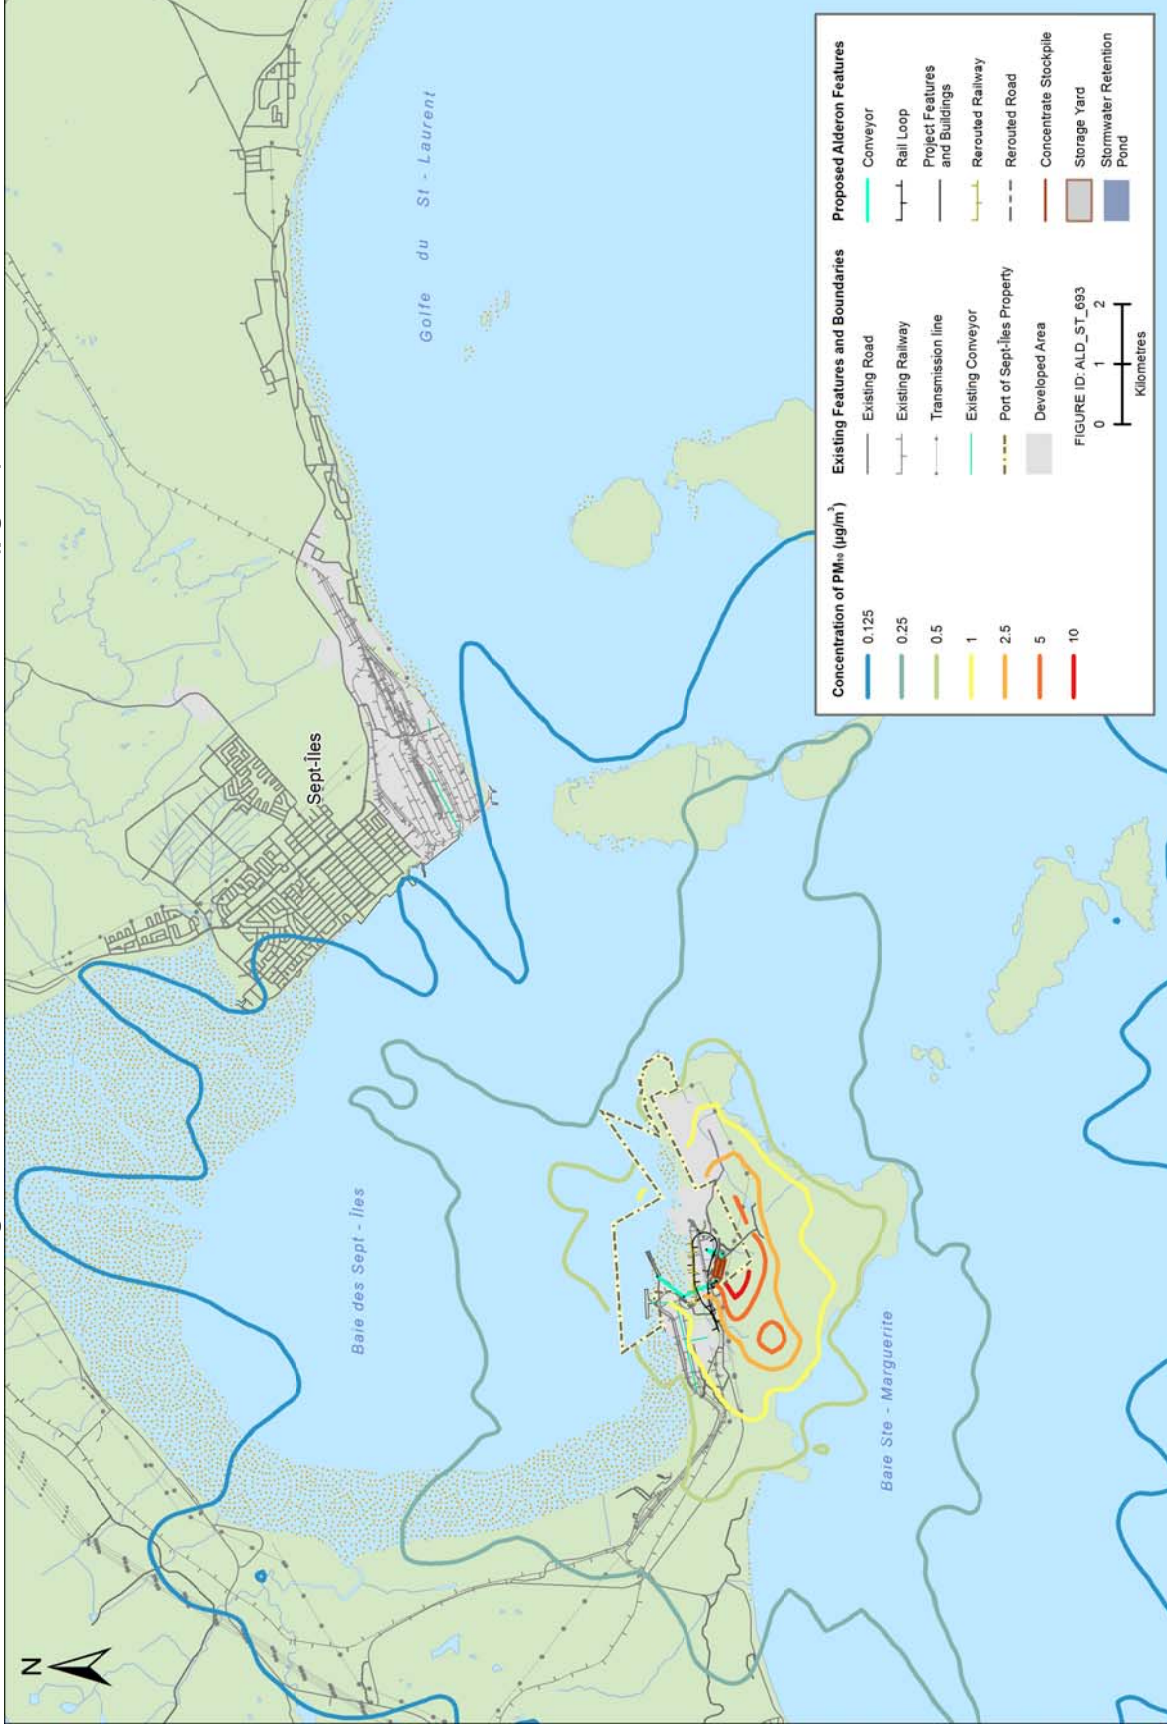 N
Sept-Îles
Golfe du St - Laurent
Baie des Sept - Îles
Baie Ste - Marguerite
Concentration of PM₁₀ (µg/m³)
0.125
0.25
0.5
1
2.5
5
10
Existing Features and Boundaries
Existing Road
Existing Railway
Transmission line
Existing Conveyor
Port of Sept-Îles Property
Developed Area
FIGURE ID: ALD_ST_693
0 1 2
Kilometres
Proposed Alderon Features
Conveyor
Rail Loop
Project Features
and Buildings
Rerouted Railway
Rerouted Road
Concentrate Stockpile
Storage Yard
Stormwater Retention
Pond